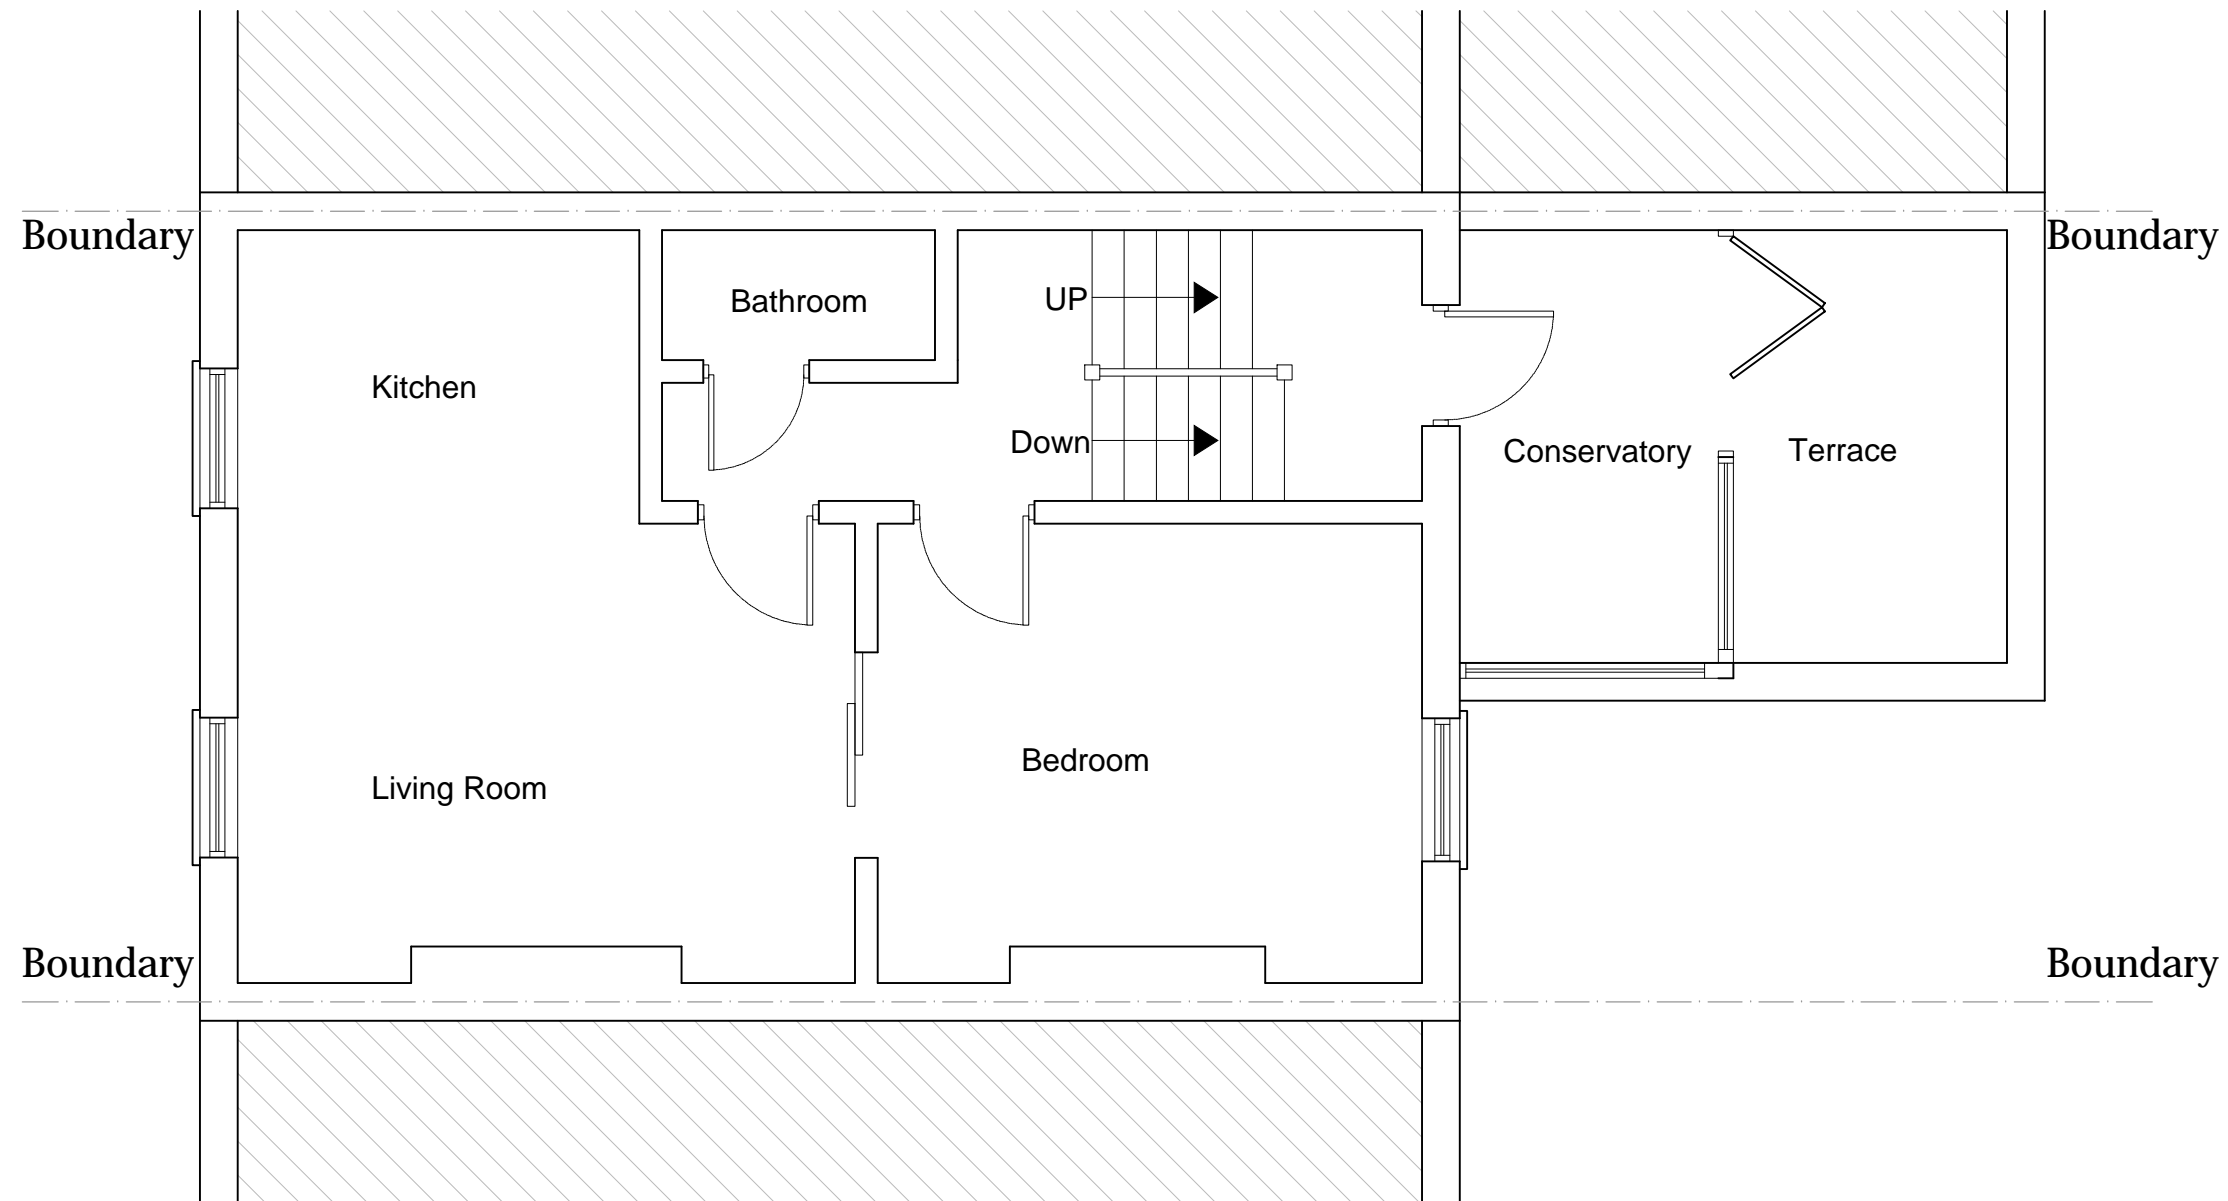 Boundary
Boundary
Bathroom
UP
Kitchen
Down
Conservatory
Terrace
Bedroom
Living Room
Boundary
Boundary